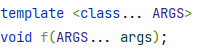 template <class... ARGS>
void f(ARGS... args);